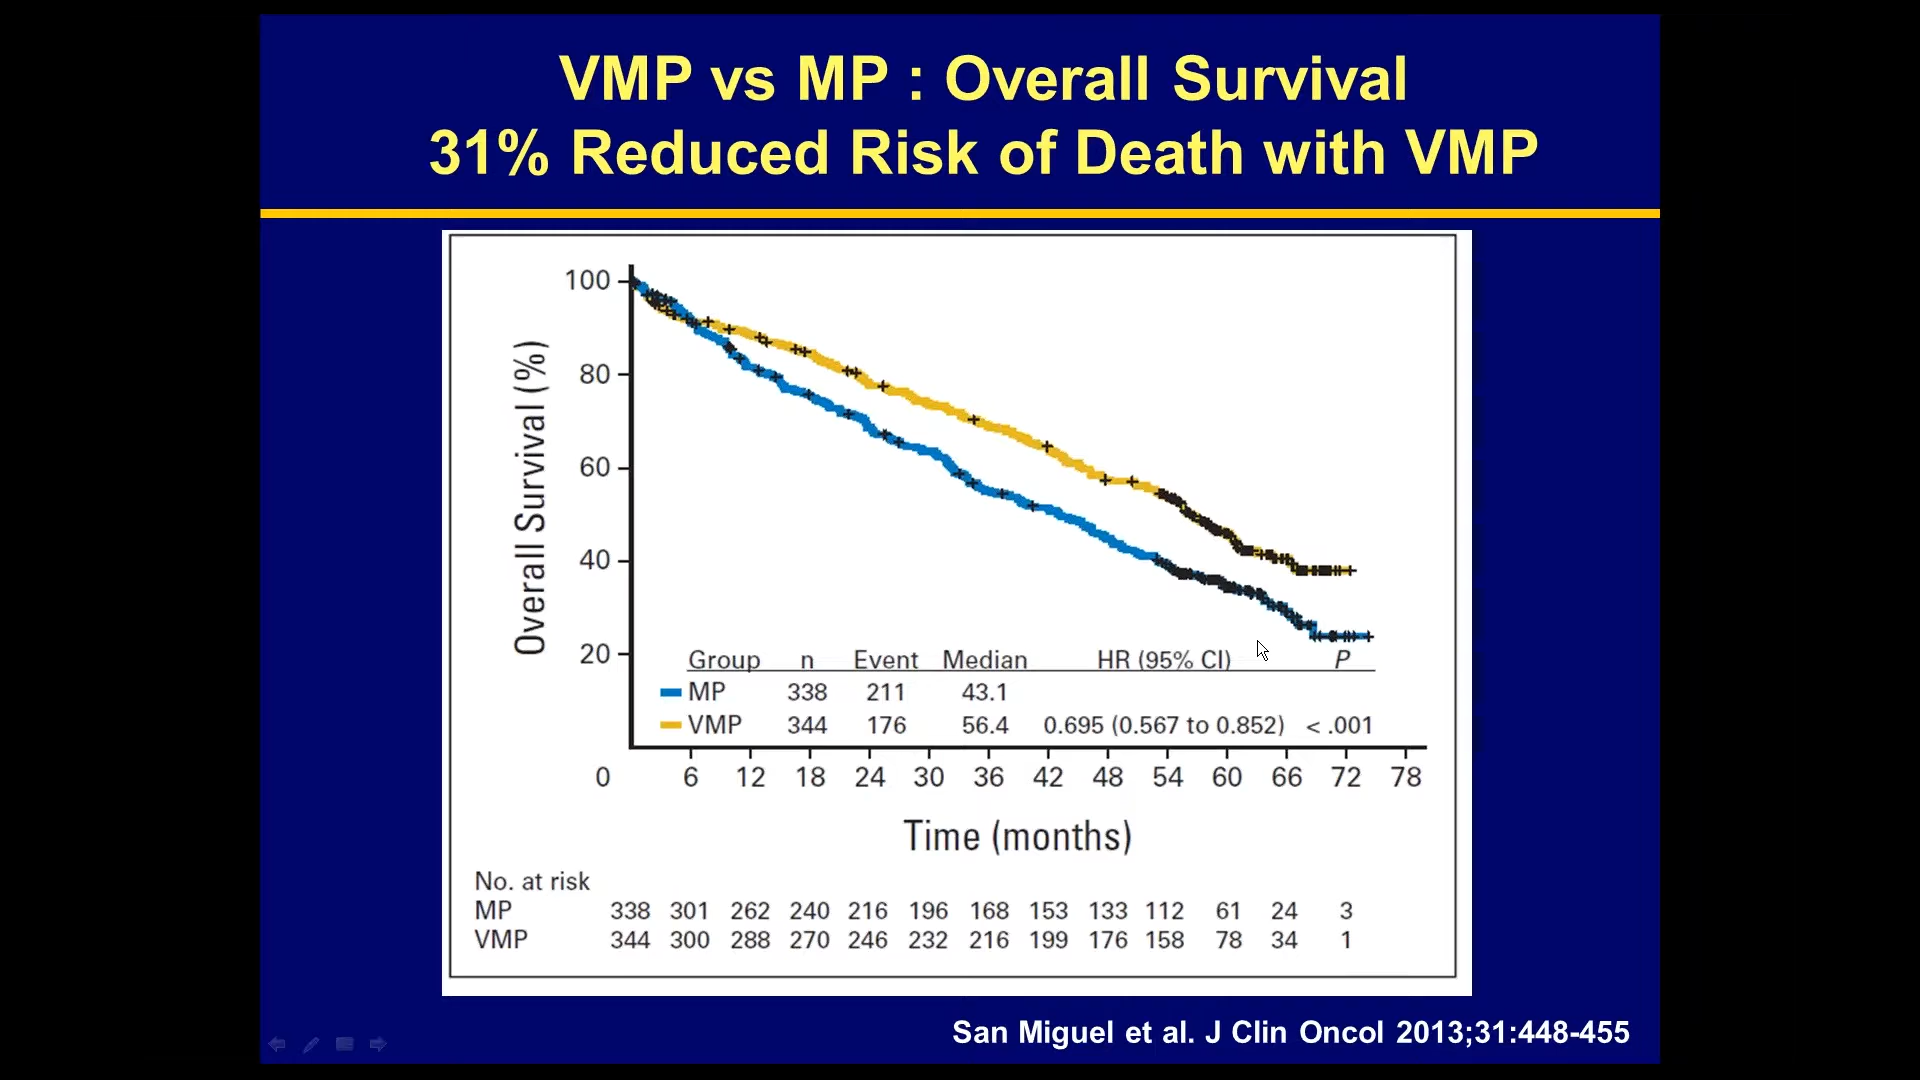 VMP vs MP : Overall Survival
31% Reduced Risk of Death with VMP
Overall Survival (%)
100
80
60
40
20
Group n Event Median HR (95% CI) P
MP 338 211 43.1
VMP 344 176 56.4 0.695 (0.567 to 0.852) < .001
0 6 12 18 24 30 36 42 48 54 60 66 72 78
Time (months)
No. at risk
MP 338 301 262 240 216 196 168 153 133 112 61 24 3
VMP 344 300 288 270 246 232 216 199 176 158 78 34 1
San Miguel et al. J Clin Oncol 2013;31:448-455